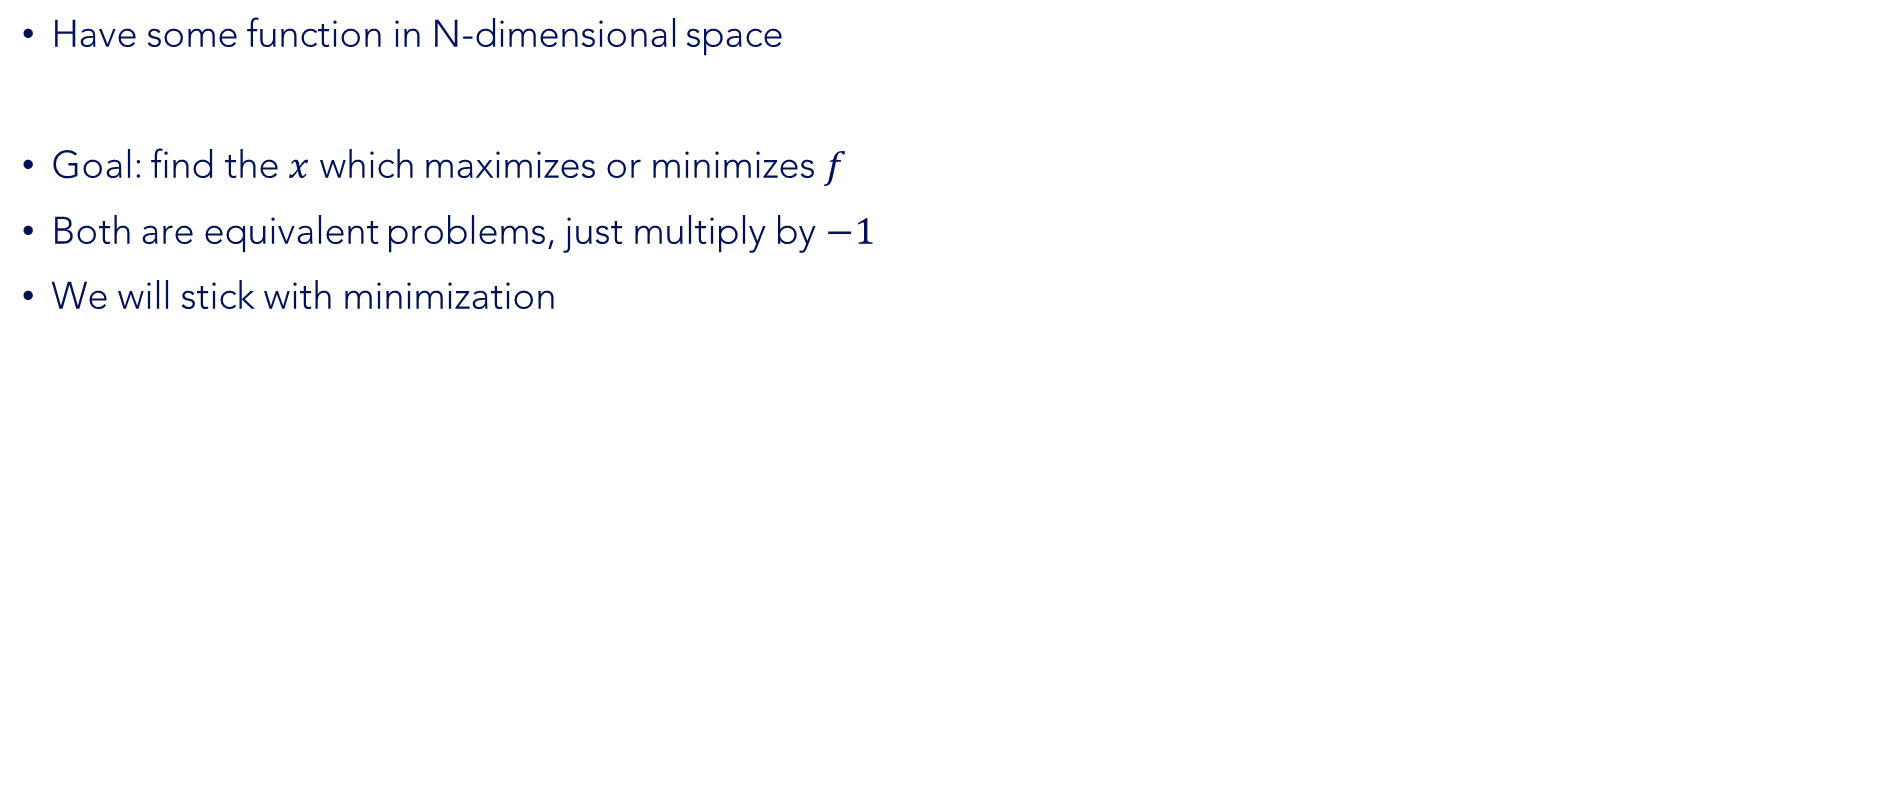 • Have some function in N-dimensional space
• Goal: find the 𝑥 which maximizes or minimizes 𝑓
• Both are equivalent problems, just multiply by −1
• We will stick with minimization